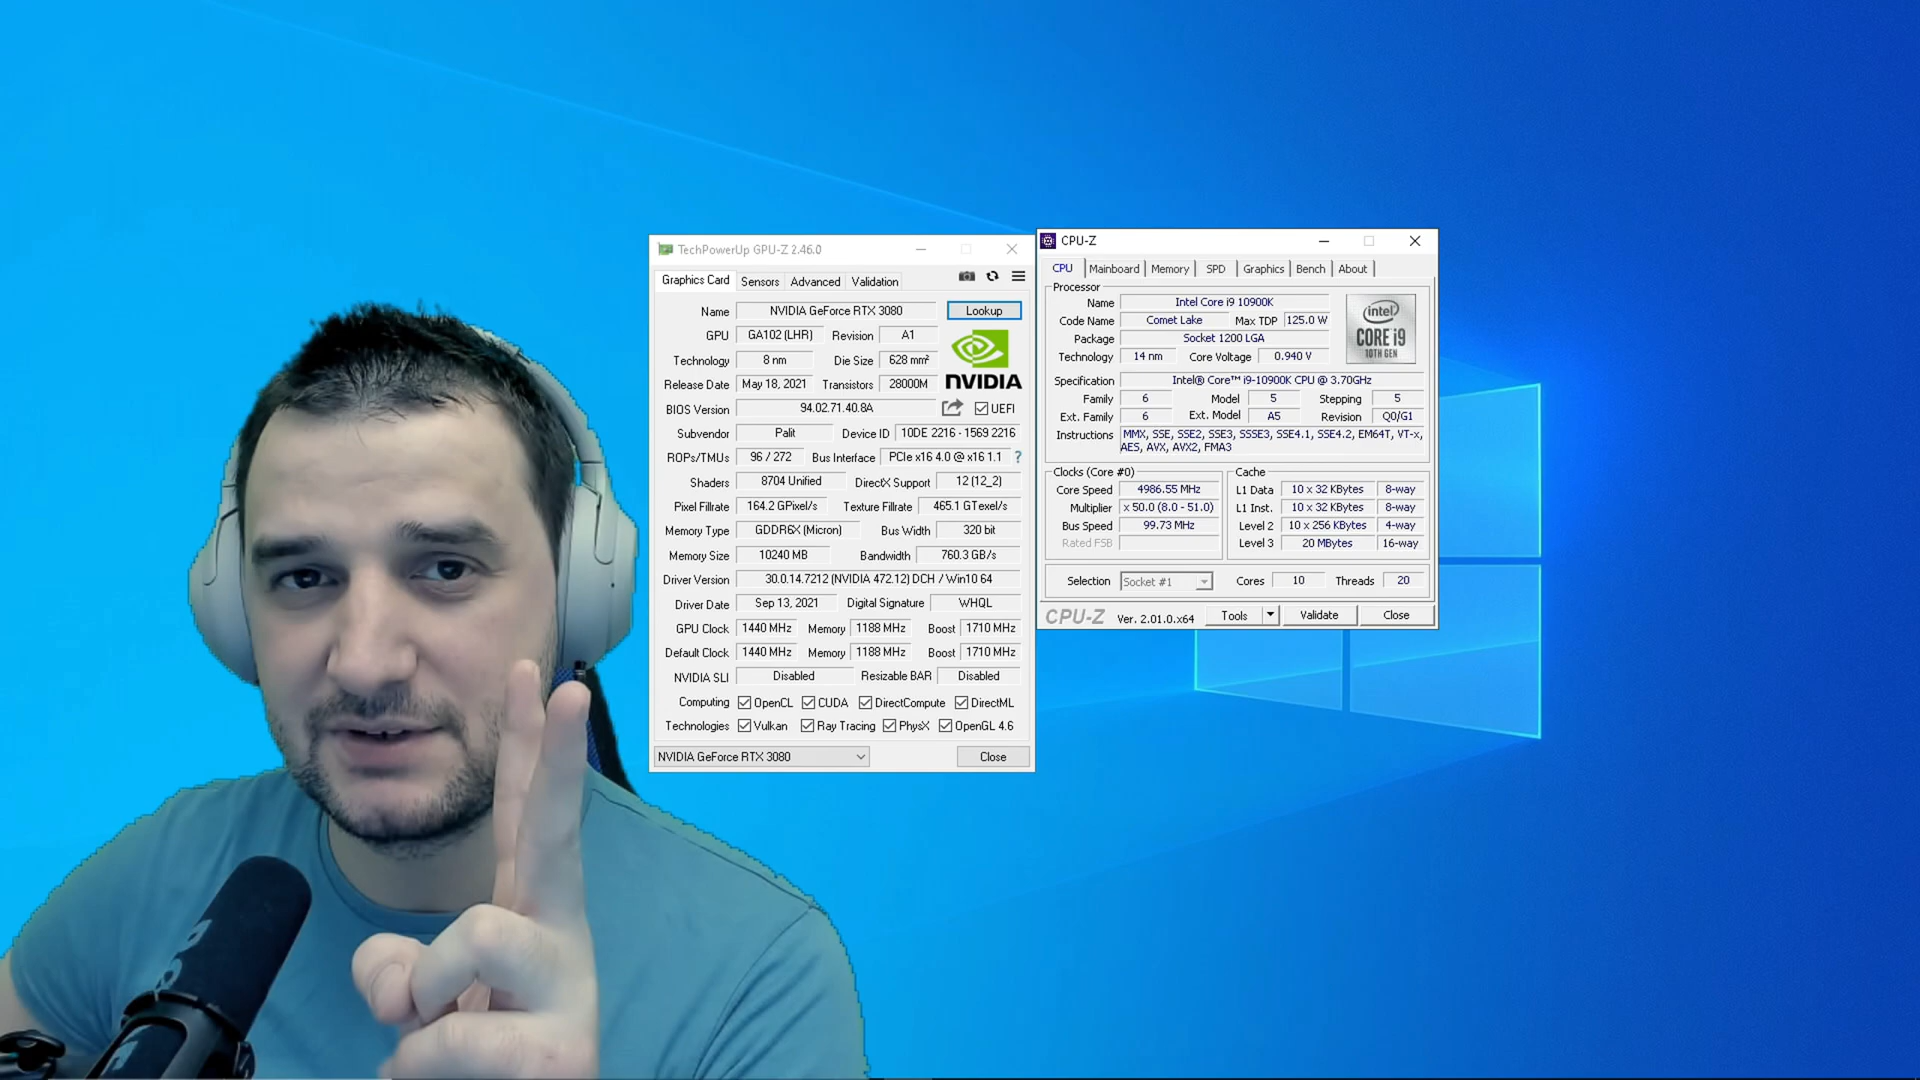 TechPowerUp GPU-Z 2.46.0
Graphics Card Sensors Advanced Validation
Name NVIDIA GeForce RTX 3080 Lookup
GPU GA102 (LHR) Revision A1
Technology 8 nm Die Size 628 mm²
Release Date May 18, 2021 Transistors 28000M
NVIDIA
BIOS Version 94.02.71.40.8A UEFI
Subvendor Palit Device ID 10DE 2216 - 1569 2216
ROPs/TMUs 96 / 272 Bus Interface PCIe x16 4.0 @ x16 1.1 ?
Shaders 8704 Unified DirectX Support 12 (12_2)
Pixel Fillrate 164.2 GPixel/s Texture Fillrate 465.1 GTexel/s
Memory Type GDDR6X (Micron) Bus Width 320 bit
Memory Size 10240 MB Bandwidth 760.3 GB/s
Driver Version 30.0.14.7212 (NVIDIA 472.12) DCH / Win10 64
Driver Date Sep 13, 2021 Digital Signature WHQL
GPU Clock 1440 MHz Memory 1188 MHz Boost 1710 MHz
Default Clock 1440 MHz Memory 1188 MHz Boost 1710 MHz
NVIDIA SLI Disabled Resizable BAR Disabled
Computing OpenCL CUDA DirectCompute DirectML
Technologies Vulkan Ray Tracing PhysX OpenGL 4.6
NVIDIA GeForce RTX 3080 Close
CPU-Z
CPU Mainboard Memory SPD Graphics Bench About
Processor
Name Intel Core i9 10900K
Code Name Comet Lake Max TDP 125.0 W
Package Socket 1200 LGA
Technology 14 nm Core Voltage 0.940 V
intel
CORE i9
10TH GEN
Specification Intel® Core™ i9-10900K CPU @ 3.70GHz
Family 6 Model 5 Stepping 5
Ext. Family 6 Ext. Model A5 Revision Q0/G1
Instructions MMX, SSE, SSE2, SSE3, SSSE3, SSE4.1, SSE4.2, EM64T, VT-x,
AES, AVX, AVX2, FMA3
Clocks (Core #0)
Core Speed 4986.55 MHz
Multiplier x 50.0 (8.0 - 51.0)
Bus Speed 99.73 MHz
Rated FSB
Cache
L1 Data 10 x 32 KBytes 8-way
L1 Inst. 10 x 32 KBytes 8-way
Level 2 10 x 256 KBytes 4-way
Level 3 20 MBytes 16-way
Selection Socket #1 Cores 10 Threads 20
CPU-Z Ver. 2.01.0.x64 Tools Validate Close